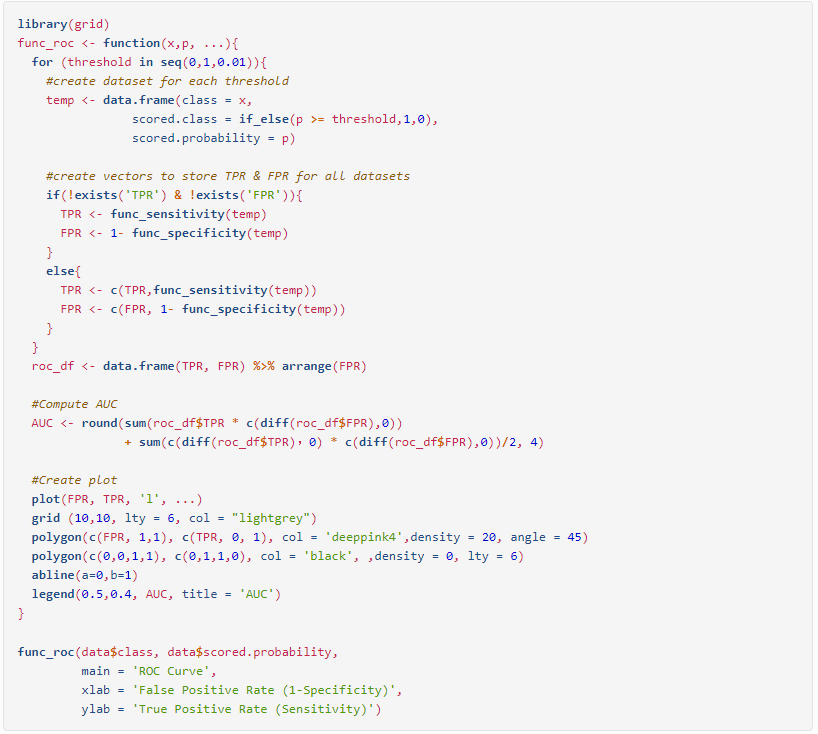 library(grid)
func_roc <- function(x,p, ...){
  for (threshold in seq(0,1,0.01)){
    #create dataset for each threshold
    temp <- data.frame(class = x,
                scored.class = if_else(p >= threshold,1,0),
                scored.probability = p)

    #create vectors to store TPR & FPR for all datasets
    if(!exists('TPR') & !exists('FPR')){
      TPR <- func_sensitivity(temp)
      FPR <- 1- func_specificity(temp)
    }
    else{
      TPR <- c(TPR,func_sensitivity(temp))
      FPR <- c(FPR, 1- func_specificity(temp))
    }
  }
  roc_df <- data.frame(TPR, FPR) %>% arrange(FPR)

  #Compute AUC
  AUC <- round(sum(roc_df$TPR * c(diff(roc_df$FPR),0))
               + sum(c(diff(roc_df$TPR), 0) * c(diff(roc_df$FPR),0))/2, 4)

  #Create plot
  plot(FPR, TPR, 'l', ...)
  grid (10,10, lty = 6, col = "lightgrey")
  polygon(c(FPR, 1,1), c(TPR, 0, 1), col = 'deeppink4',density = 20, angle = 45)
  polygon(c(0,0,1,1), c(0,1,1,0), col = 'black', ,density = 0, lty = 6)
  abline(a=0,b=1)
  legend(0.5,0.4, AUC, title = 'AUC')
}

func_roc(data$class, data$scored.probability,
         main = 'ROC Curve',
         xlab = 'False Positive Rate (1-Specificity)',
         ylab = 'True Positive Rate (Sensitivity)')